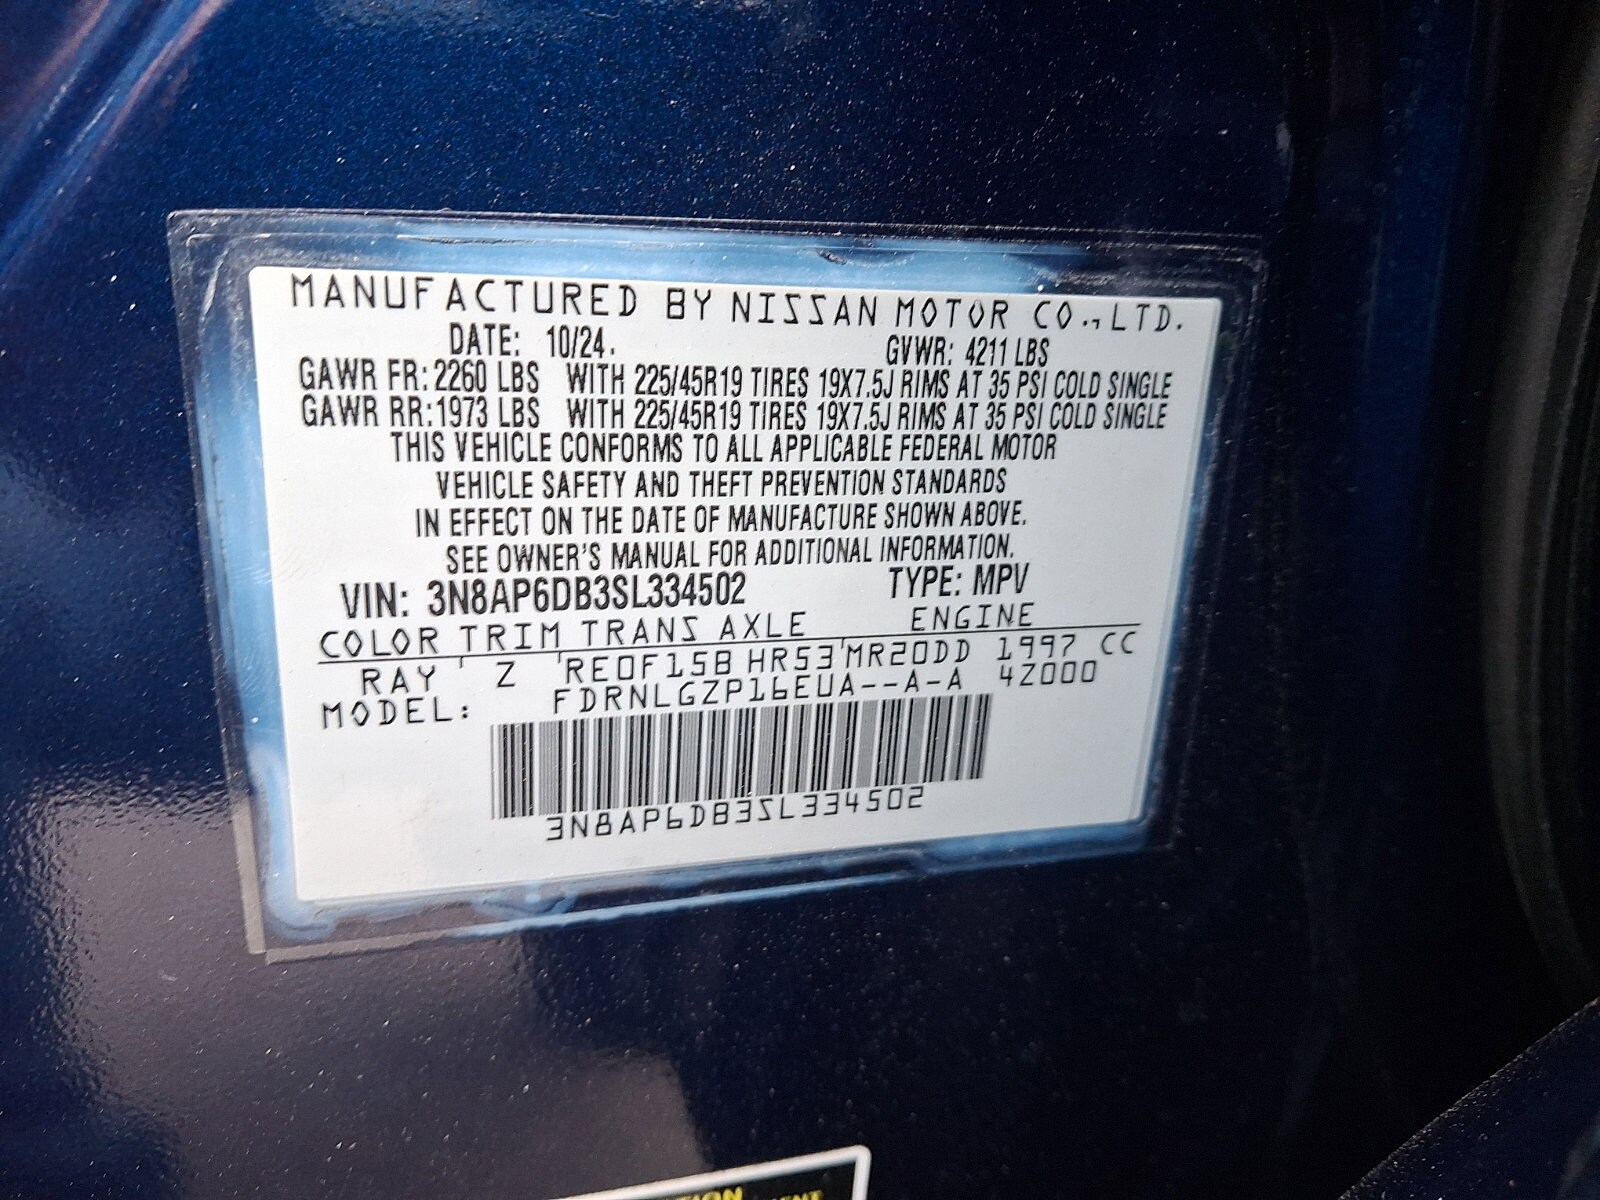 MANUFACTURED BY NISSAN MOTOR CO.,LTD.
DATE: 10/24. GVWR: 4211 LBS
GAWR FR: 2260 LBS WITH 225/45R19 TIRES 19X7.5J RIMS AT 35 PSI COLD SINGLE
GAWR RR: 1973 LBS WITH 225/45R19 TIRES 19X7.5J RIMS AT 35 PSI COLD SINGLE
THIS VEHICLE CONFORMS TO ALL APPLICABLE FEDERAL MOTOR
VEHICLE SAFETY AND THEFT PREVENTION STANDARDS
IN EFFECT ON THE DATE OF MANUFACTURE SHOWN ABOVE.
SEE OWNER'S MANUAL FOR ADDITIONAL INFORMATION.
VIN: 3N8AP6DB3SL334502 TYPE: MPV
COLOR TRIM TRANS AXLE ENGINE
RAY Z RE0F15B HR53 MR20DD 1997 CC
MODEL: FDRNLGZP16EUA--A-A 4Z000
3N8AP6DB3SL334502